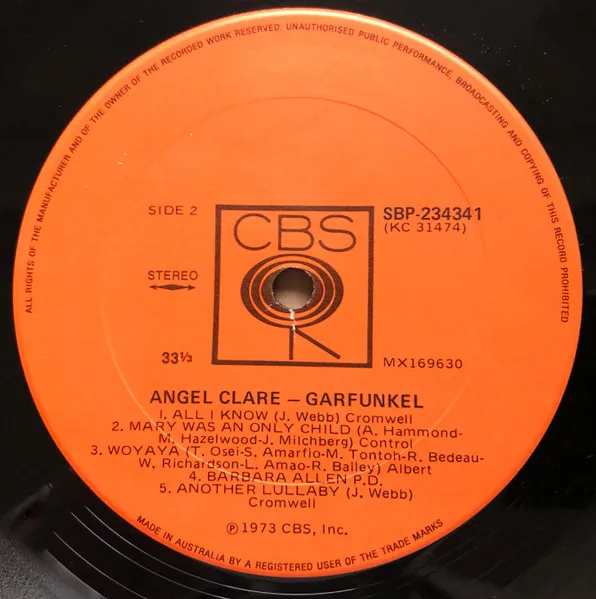 ALL RIGHTS OF THE MANUFACTURER AND OF THE OWNER OF THE RECORDED WORK RESERVED. UNAUTHORISED PUBLIC PERFORMANCE, BROADCASTING AND COPYING OF THIS RECORD PROHIBITED
SIDE 2
CBS
SBP-234341
(KC 31474)
STEREO
33⅓
MX169630
ANGEL CLARE – GARFUNKEL
1. ALL I KNOW (J. Webb) Cromwell
2. MARY WAS AN ONLY CHILD (A. Hammond-
M. Hazelwood-J. Milchberg) Control
3. WOYAYA (T. Osei-S. Amarfio-M. Tontoh-R. Bedeau-
W. Richardson-L. Amao-R. Balley) Albert
4. BARBARA ALLEN P.D.
5. ANOTHER LULLABY (J. Webb)
Cromwell
℗1973 CBS, Inc.
MADE IN AUSTRALIA BY A REGISTERED USER OF THE TRADE MARKS